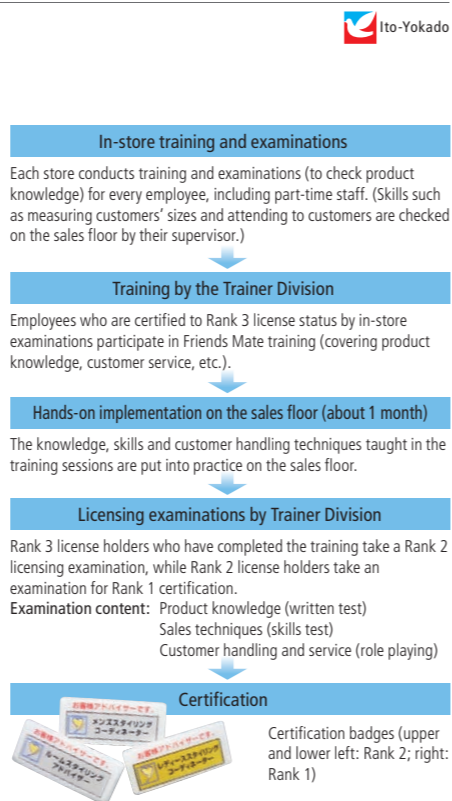 Ito-Yokado
In-store training and examinations
Each store conducts training and examinations (to check product
knowledge) for every employee, including part-time staff. (Skills such
as measuring customers' sizes and attending to customers are checked
on the sales floor by their supervisor.)
Training by the Trainer Division
Employees who are certified to Rank 3 license status by in-store
examinations participate in Friends Mate training (covering product
knowledge, customer service, etc.).
Hands-on implementation on the sales floor (about 1 month)
The knowledge, skills and customer handling techniques taught in the
training sessions are put into practice on the sales floor.
Licensing examinations by Trainer Division
Rank 3 license holders who have completed the training take a Rank 2
licensing examination, while Rank 2 license holders take an
examination for Rank 1 certification.
Examination content: Product knowledge (written test)
Sales techniques (skills test)
Customer handling and service (role playing)
Certification
お客様アドバイザーです。
メンズスタイリング
コーディネーター
お客様アドバイザーです。
ルームスタイリング
アドバイザー
お客様アドバイザーです。
レディーススタイリング
コーディネーター
Certification badges (upper
and lower left: Rank 2; right:
Rank 1)